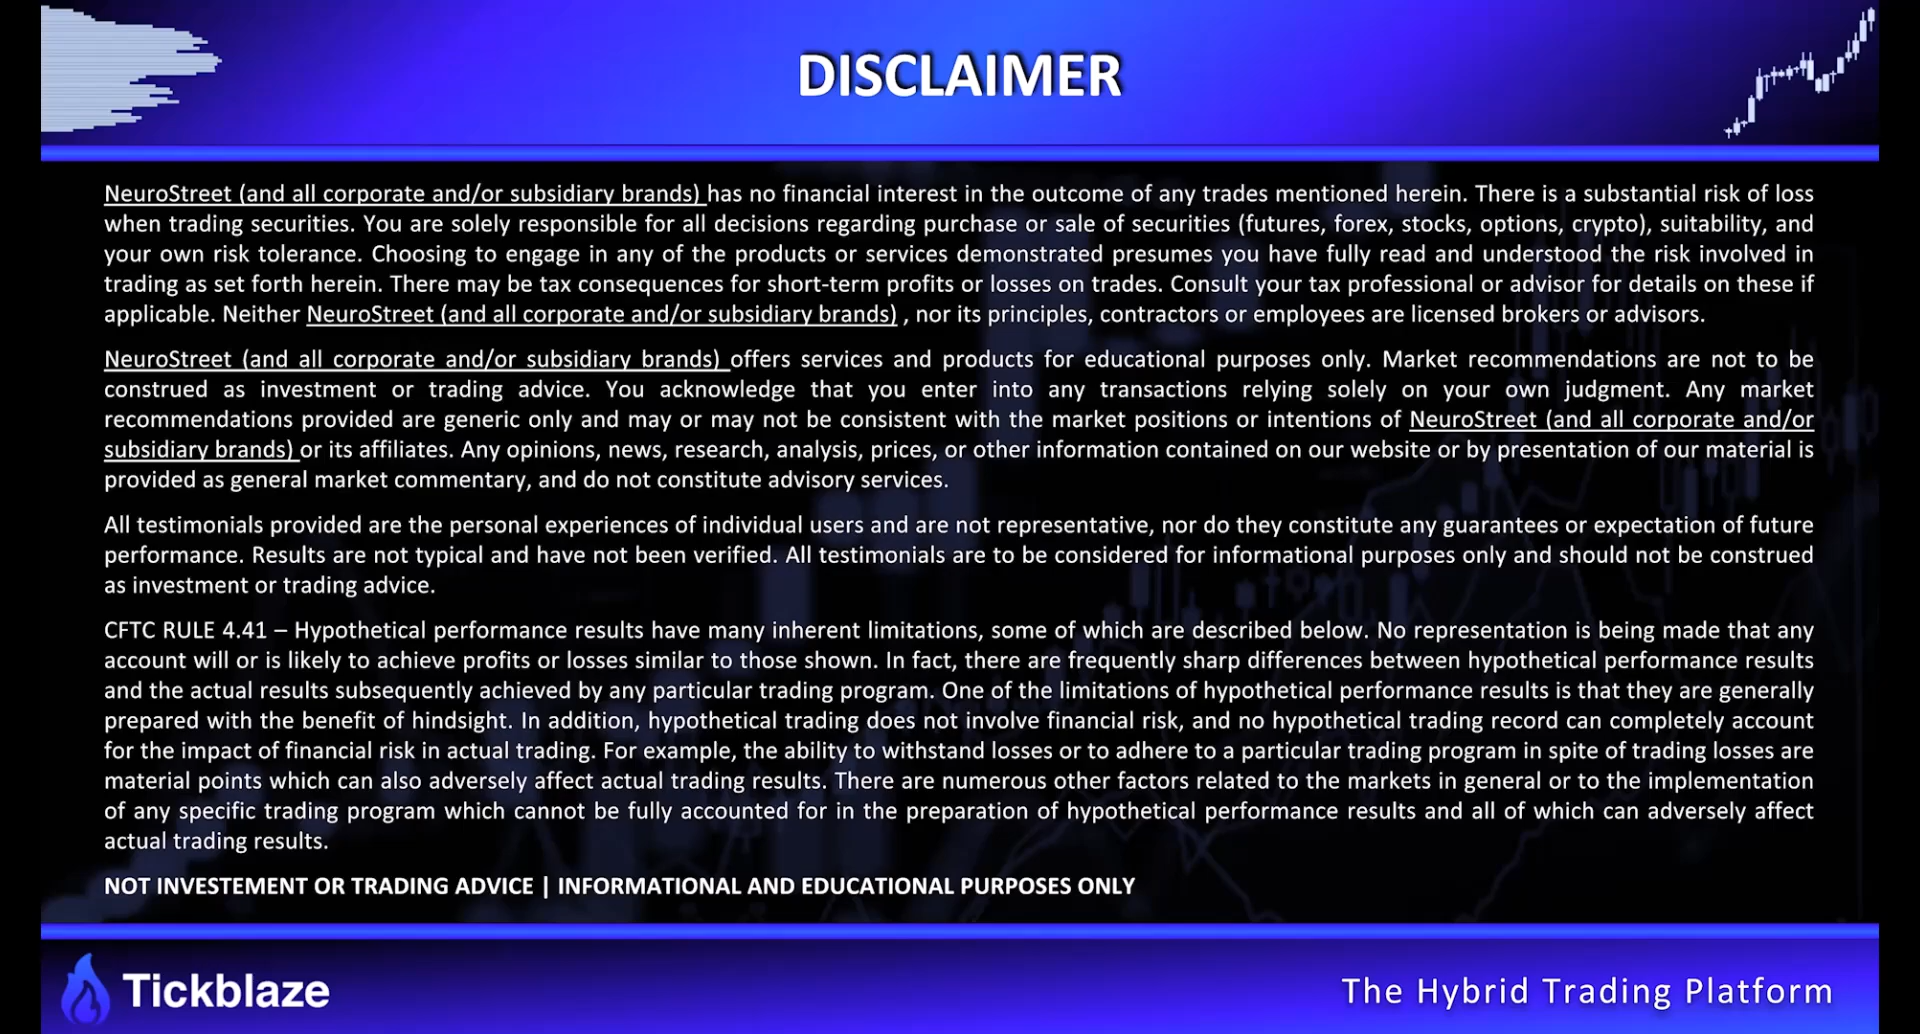 DISCLAIMER
NeuroStreet (and all corporate and/or subsidiary brands) has no financial interest in the outcome of any trades mentioned herein. There is a substantial risk of loss
when trading securities. You are solely responsible for all decisions regarding purchase or sale of securities (futures, forex, stocks, options, crypto), suitability, and
your own risk tolerance. Choosing to engage in any of the products or services demonstrated presumes you have fully read and understood the risk involved in
trading as set forth herein. There may be tax consequences for short-term profits or losses on trades. Consult your tax professional or advisor for details on these if
applicable. Neither NeuroStreet (and all corporate and/or subsidiary brands) , nor its principles, contractors or employees are licensed brokers or advisors.
NeuroStreet (and all corporate and/or subsidiary brands) offers services and products for educational purposes only. Market recommendations are not to be
construed as investment or trading advice. You acknowledge that you enter into any transactions relying solely on your own judgment. Any market
recommendations provided are generic only and may or may not be consistent with the market positions or intentions of NeuroStreet (and all corporate and/or
subsidiary brands) or its affiliates. Any opinions, news, research, analysis, prices, or other information contained on our website or by presentation of our material is
provided as general market commentary, and do not constitute advisory services.
All testimonials provided are the personal experiences of individual users and are not representative, nor do they constitute any guarantees or expectation of future
performance. Results are not typical and have not been verified. All testimonials are to be considered for informational purposes only and should not be construed
as investment or trading advice.
CFTC RULE 4.41 – Hypothetical performance results have many inherent limitations, some of which are described below. No representation is being made that any
account will or is likely to achieve profits or losses similar to those shown. In fact, there are frequently sharp differences between hypothetical performance results
and the actual results subsequently achieved by any particular trading program. One of the limitations of hypothetical performance results is that they are generally
prepared with the benefit of hindsight. In addition, hypothetical trading does not involve financial risk, and no hypothetical trading record can completely account
for the impact of financial risk in actual trading. For example, the ability to withstand losses or to adhere to a particular trading program in spite of trading losses are
material points which can also adversely affect actual trading results. There are numerous other factors related to the markets in general or to the implementation
of any specific trading program which cannot be fully accounted for in the preparation of hypothetical performance results and all of which can adversely affect
actual trading results.
NOT INVESTEMENT OR TRADING ADVICE | INFORMATIONAL AND EDUCATIONAL PURPOSES ONLY
Tickblaze
The Hybrid Trading Platform